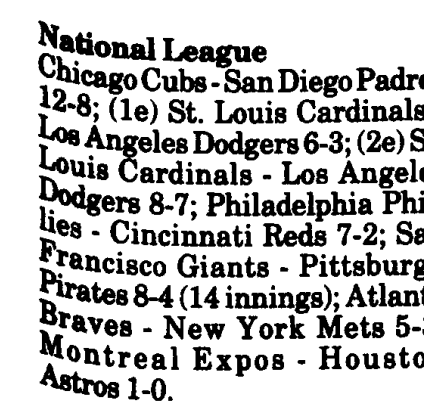 National League
Chicago Cubs - San Diego Padre
12-8; (1e) St. Louis Cardinals
Los Angeles Dodgers 6-3; (2e) S
Louis Cardinals - Los Angele
Dodgers 8-7; Philadelphia Phi
lies - Cincinnati Reds 7-2; Sa
Francisco Giants - Pittsburg
Pirates 8-4 (14 innings); Atlant
Braves - New York Mets 5-3
Montreal Expos - Housto
Astros 1-0.